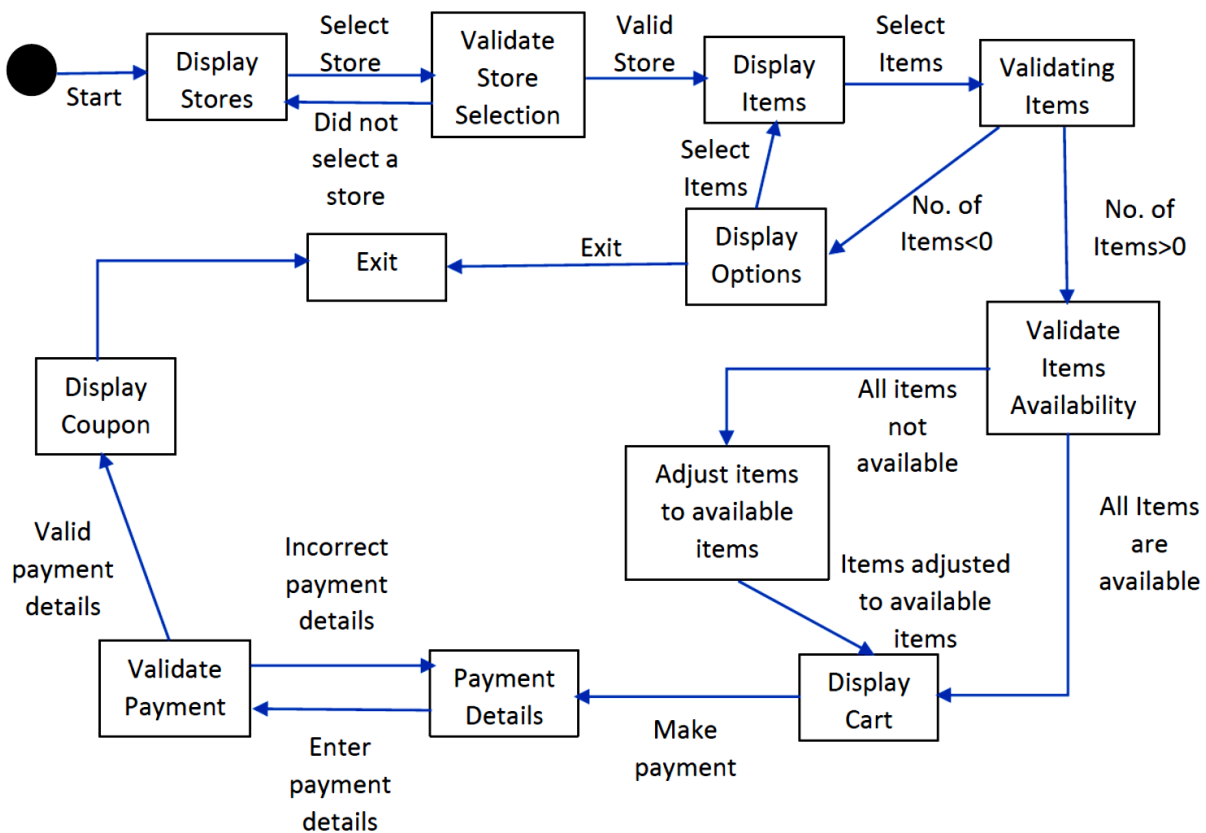 Start
Display
Stores
Select
Store
Did not
select a
store
Validate
Store
Selection
Valid
Store
Display
Items
Select
Items
Validating
Items
Select
Items
No. of
Items<0
No. of
Items>0
Display
Options
Exit
Exit
Validate
Items
Availability
All items
not
available
All Items
are
available
Adjust items
to available
items
Items adjusted
to available
items
Display
Cart
Make
payment
Payment
Details
Enter
payment
details
Incorrect
payment
details
Validate
Payment
Valid
payment
details
Display
Coupon